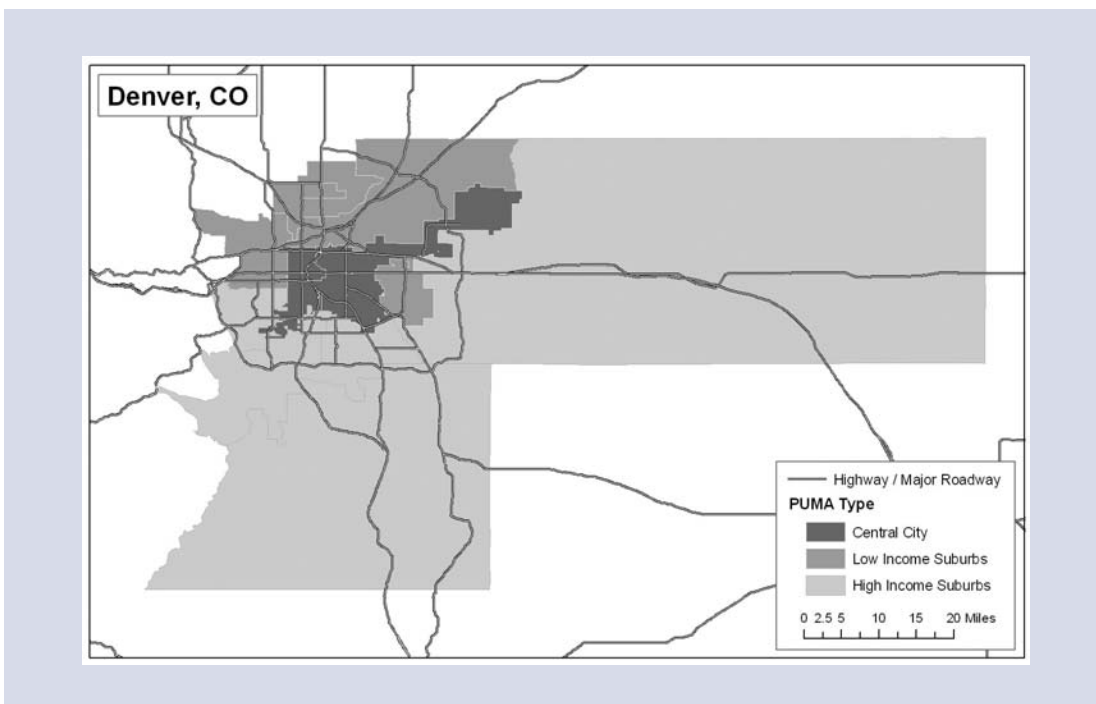 Denver, CO
Highway / Major Roadway
PUMA Type
Central City
Low Income Suburbs
High Income Suburbs
0 2.5 5 10 15 20 Miles